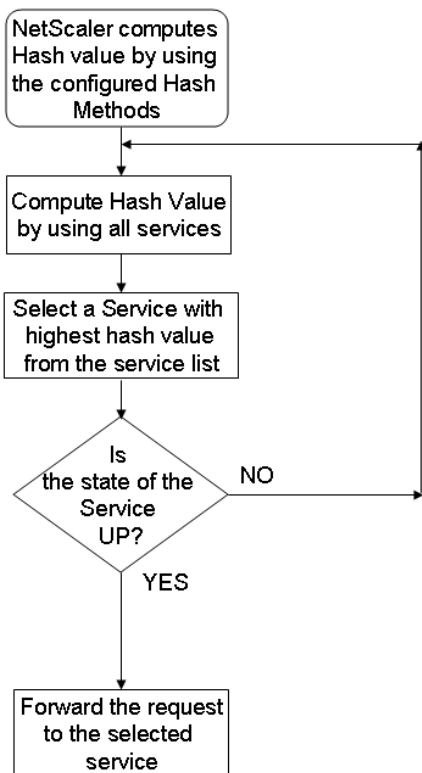 NetScaler computes
Hash value by using
the configured Hash
Methods
Compute Hash Value
by using all services
Select a Service with
highest hash value
from the service list
Is
the state of the
Service
UP?
NO
YES
Forward the request
to the selected
service